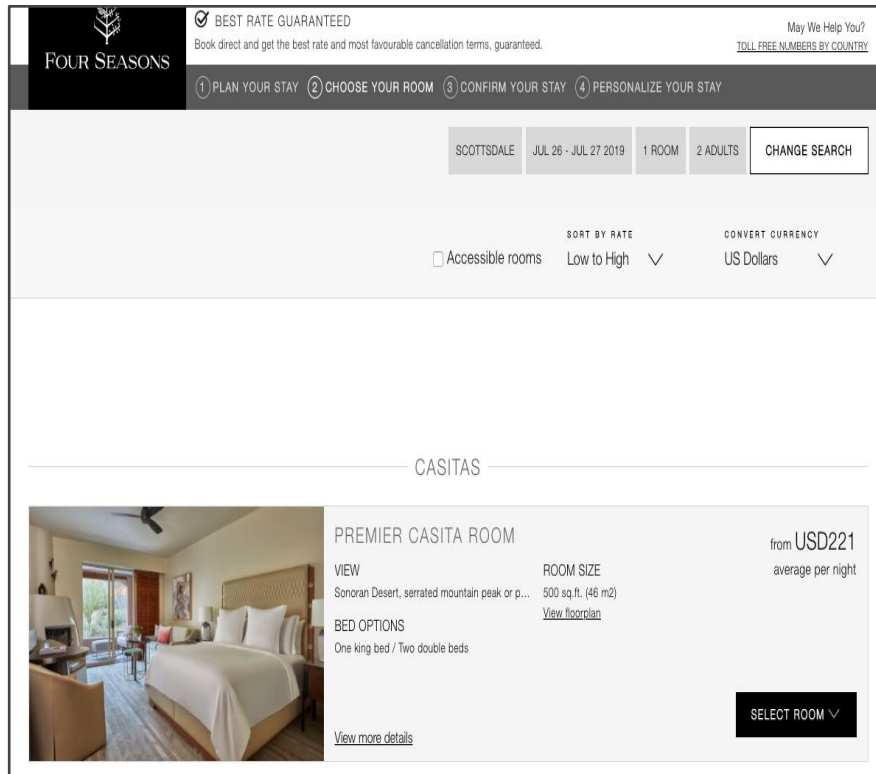 FOUR SEASONS
BEST RATE GUARANTEED
Book direct and get the best rate and most favourable cancellation terms, guaranteed.
May We Help You?
TOLL FREE NUMBERS BY COUNTRY
1 PLAN YOUR STAY 2 CHOOSE YOUR ROOM 3 CONFIRM YOUR STAY 4 PERSONALIZE YOUR STAY
SCOTTSDALE JUL 26 - JUL 27 2019 1 ROOM 2 ADULTS CHANGE SEARCH
Accessible rooms
SORT BY RATE
Low to High
CONVERT CURRENCY
US Dollars
CASITAS
PREMIER CASITA ROOM
VIEW
Sonoran Desert, serrated mountain peak or p...
BED OPTIONS
One king bed / Two double beds
View more details
ROOM SIZE
500 sq.ft. (46 m2)
View floorplan
from USD221
average per night
SELECT ROOM